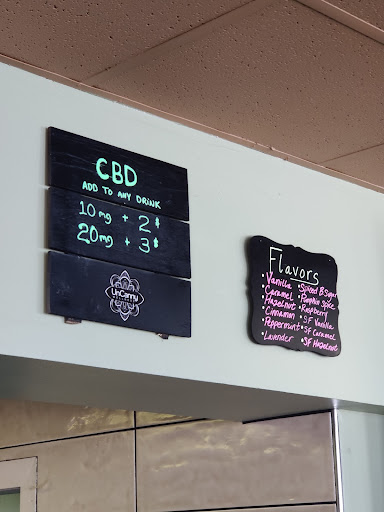 CBD
ADD TO ANY DRINK
10mg + 2$
20mg + 3$
UnCanny
Flavors
• Vanilla
• Caramel
• Hazelnut
• Cinnamon
• Peppermint
• Lavender
• Spiced B. Sugar
• Pumpkin Spice
• Raspberry
• SF Vanilla
• SF Caramel
• SF Hazelnut